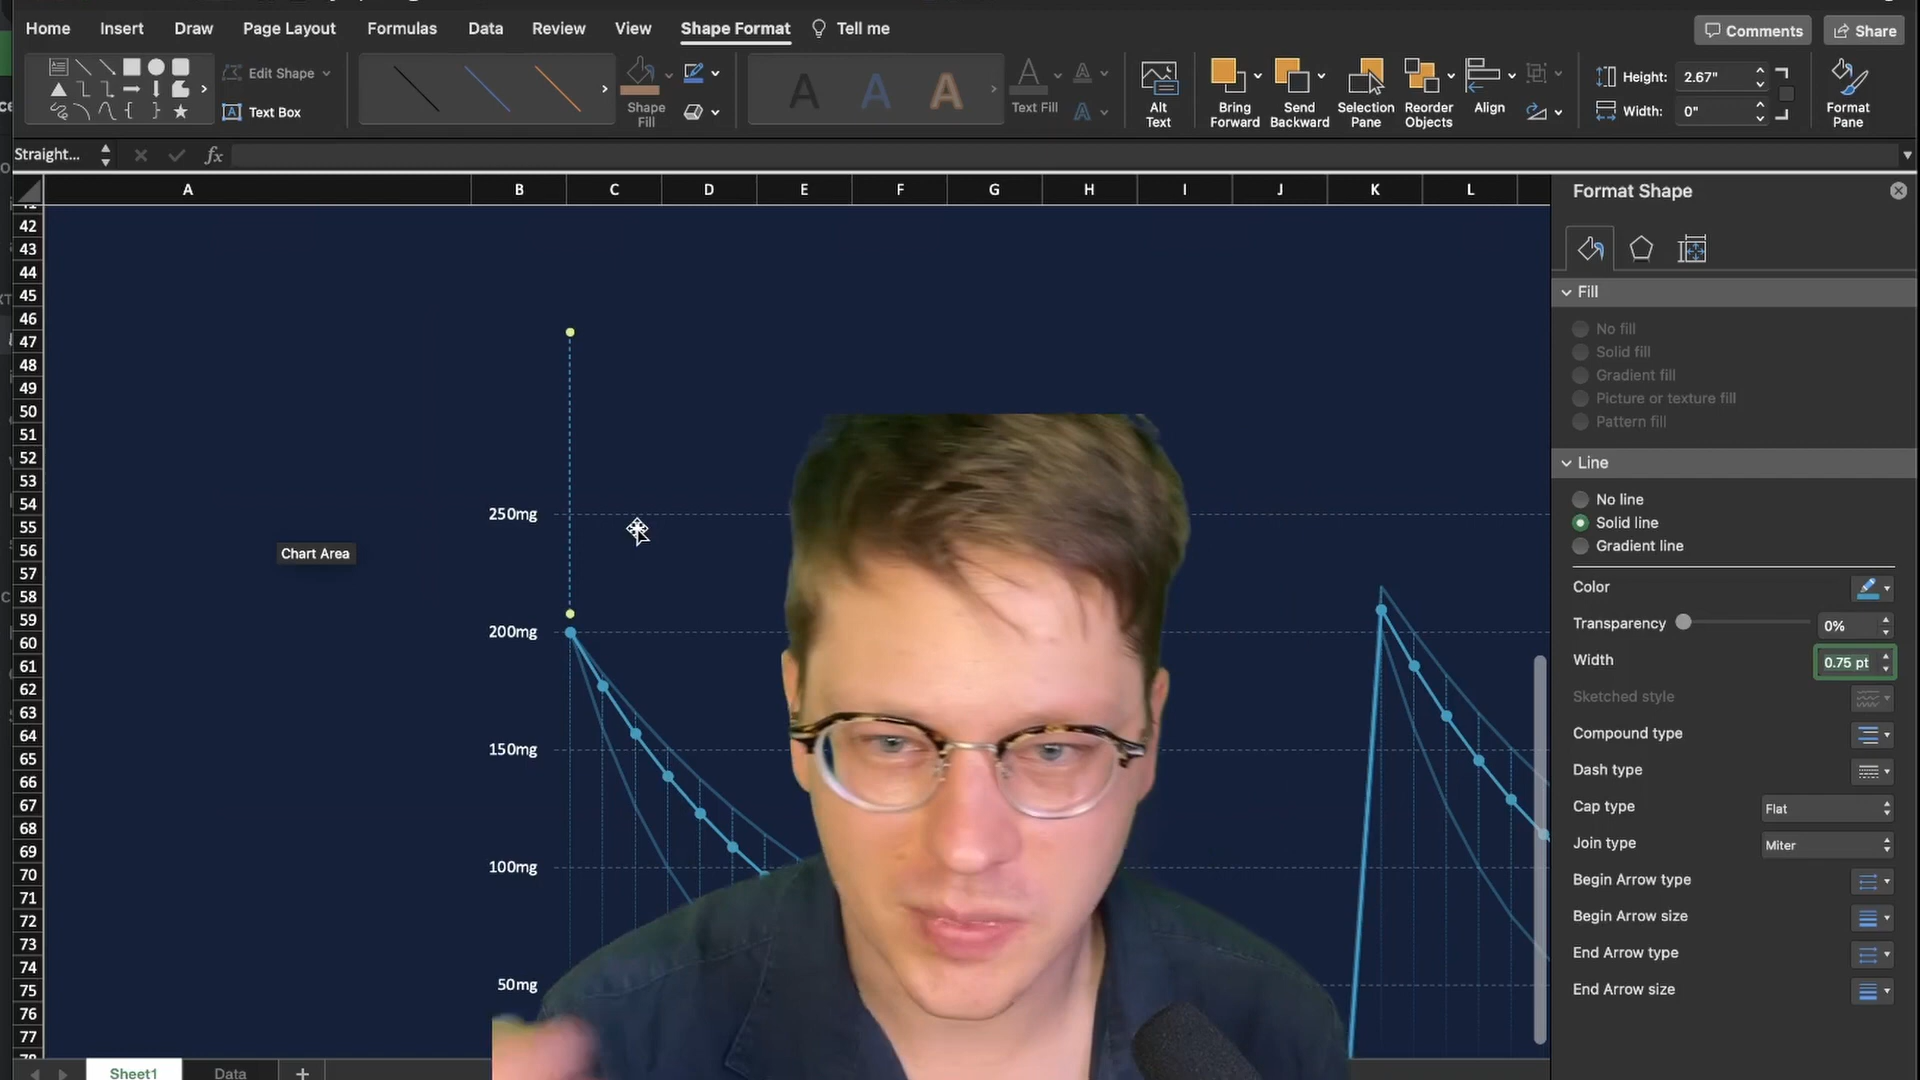 Home Insert Draw Page Layout Formulas Data Review View Shape Format Tell me Comments Share
Edit Shape
Text Box
Shape Fill
A A A
Text Fill
Alt Text
Bring Forward
Send Backward
Selection Pane
Reorder Objects
Align
Height: 2.67"
Width: 0"
Format Pane
Straight... fx
A B C D E F G H I J K L
42
43
44
45
46
47
48
49
50
51
52
53
54
55
56
57
58
59
60
61
62
63
64
65
66
67
68
69
70
71
72
73
74
75
76
77
250mg
Chart Area
200mg
150mg
100mg
50mg
Format Shape
Fill
No fill
Solid fill
Gradient fill
Picture or texture fill
Pattern fill
Line
No line
Solid line
Gradient line
Color
Transparency 0%
Width 0.75 pt
Sketched style
Compound type
Dash type
Cap type Flat
Join type Miter
Begin Arrow type
Begin Arrow size
End Arrow type
End Arrow size
Sheet1 Data +